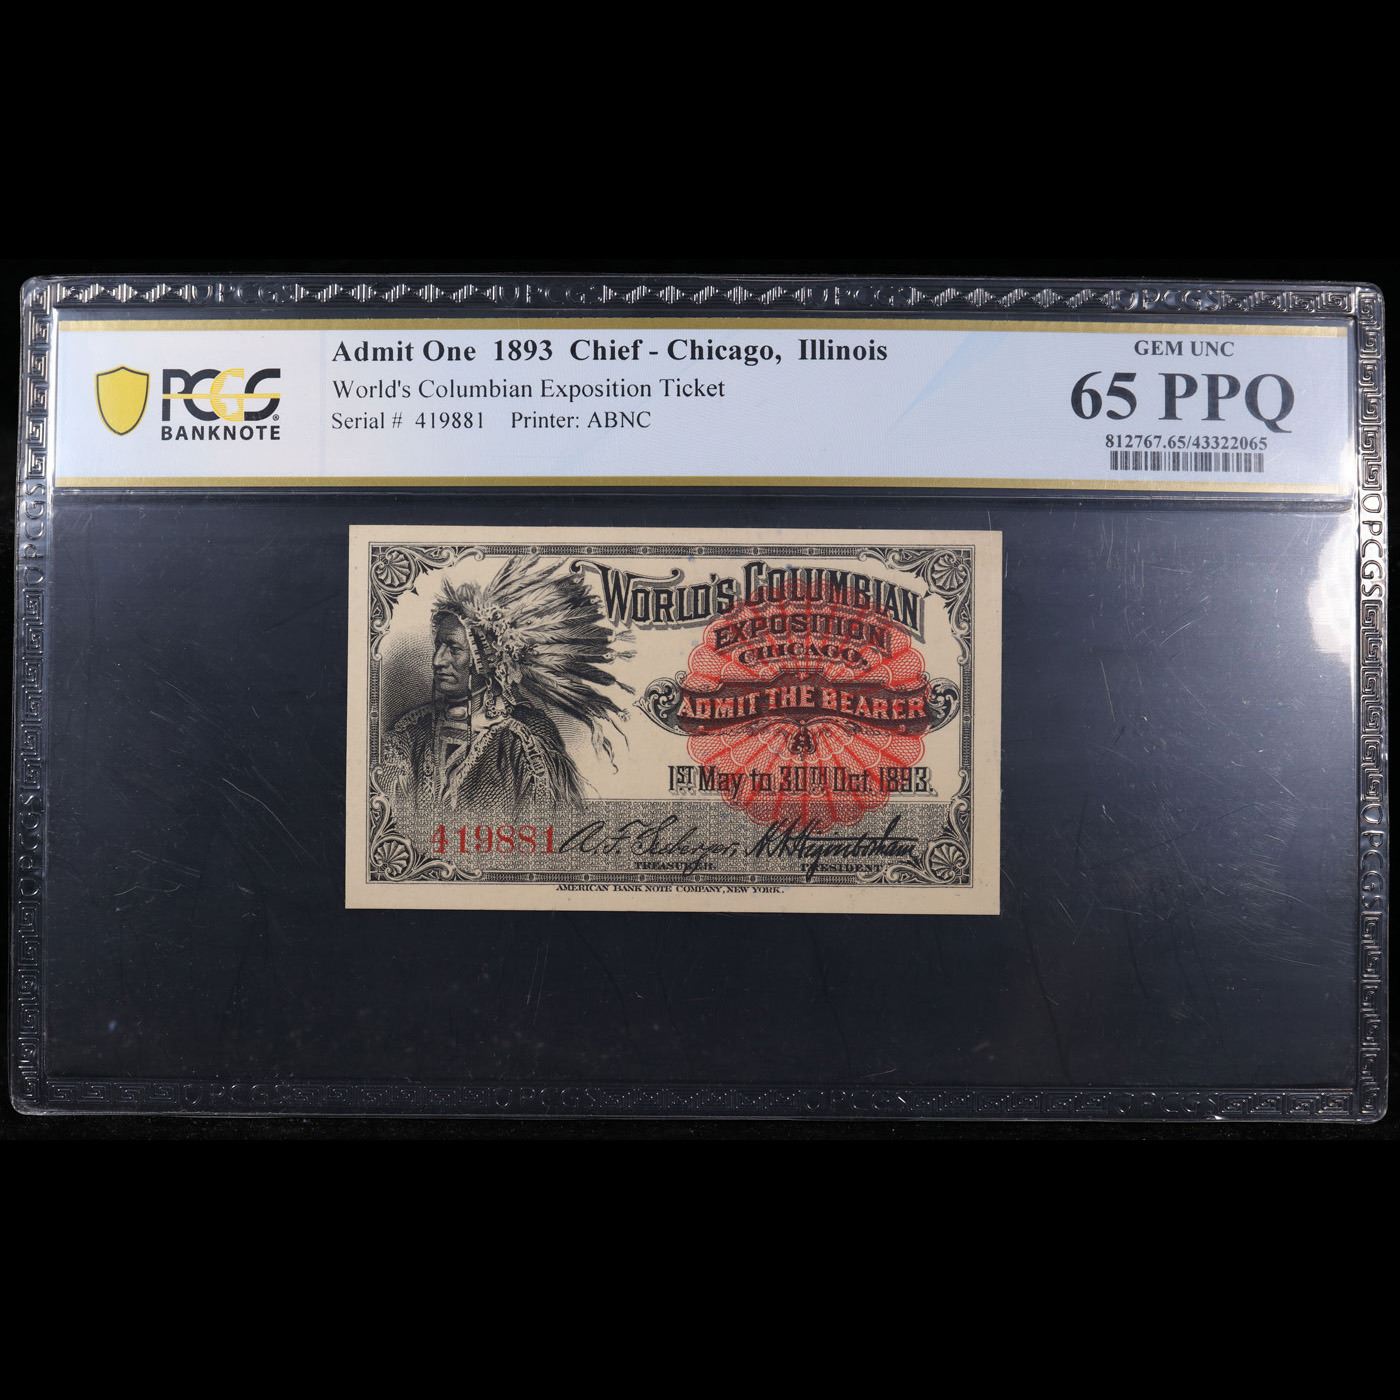 PCGS
BANKNOTE
Admit One 1893 Chief - Chicago, Illinois
World's Columbian Exposition Ticket
Serial # 419881 Printer: ABNC
GEM UNC
65 PPQ
812767.65/43322065
WORLD'S COLUMBIAN
EXPOSITION
CHICAGO,
ADMIT THE BEARER
A
1ST May to 30TH Oct. 1893.
419881 A. F. Seeberger, H. N. Higinbotham
TREASURER. PRESIDENT
AMERICAN BANK NOTE COMPANY, NEW YORK.